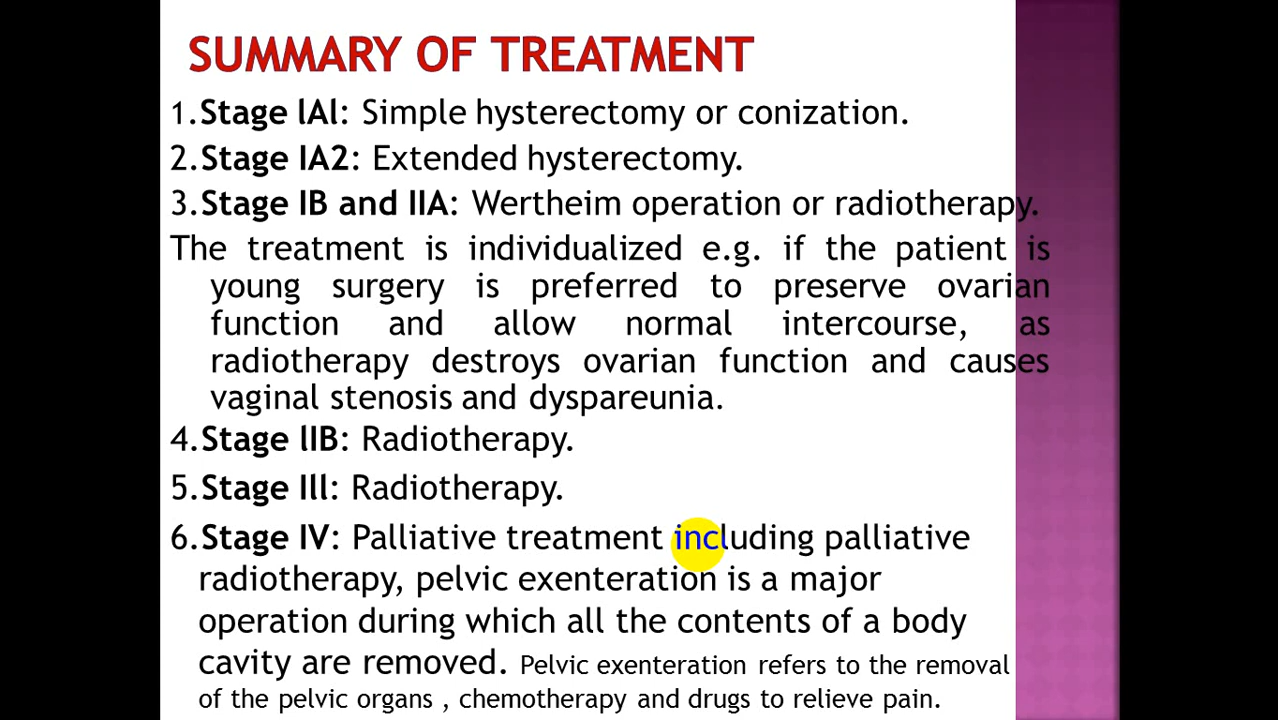 SUMMARY OF TREATMENT
1.Stage lAl: Simple hysterectomy or conization.
2.Stage IA2: Extended hysterectomy.
3.Stage IB and IIA: Wertheim operation or radiotherapy.
The treatment is individualized e.g. if the patient is
young surgery is preferred to preserve ovarian
function and allow normal intercourse, as
radiotherapy destroys ovarian function and causes
vaginal stenosis and dyspareunia.
4.Stage lIB: Radiotherapy.
5.Stage Ill: Radiotherapy.
6.Stage IV: Palliative treatment including palliative
radiotherapy, pelvic exenteration is a major
operation during which all the contents of a body
cavity are removed. Pelvic exenteration refers to the removal
of the pelvic organs , chemotherapy and drugs to relieve pain.